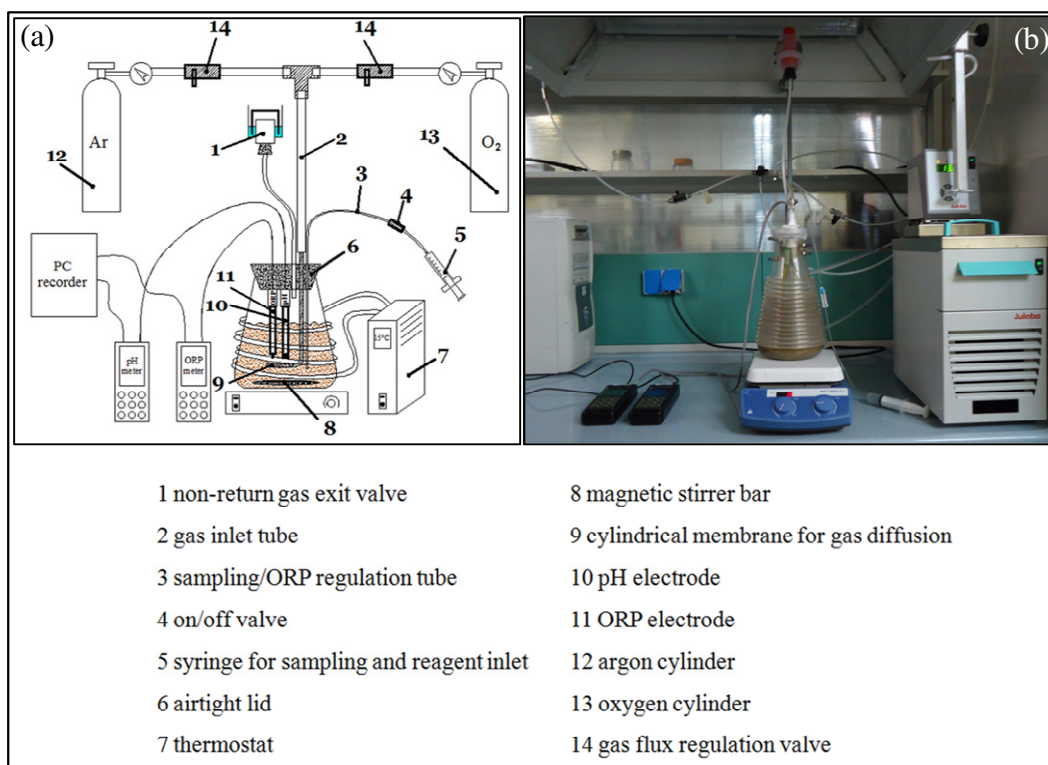 (a)
14
14
Ar
O2
1
2
12
13
3
4
5
6
PC
recorder
11
10
ORP
pH
15°C
pH
meter
ORP
meter
9
7
8
(b)
Julabo
1 non-return gas exit valve
2 gas inlet tube
3 sampling/ORP regulation tube
4 on/off valve
5 syringe for sampling and reagent inlet
6 airtight lid
7 thermostat
8 magnetic stirrer bar
9 cylindrical membrane for gas diffusion
10 pH electrode
11 ORP electrode
12 argon cylinder
13 oxygen cylinder
14 gas flux regulation valve